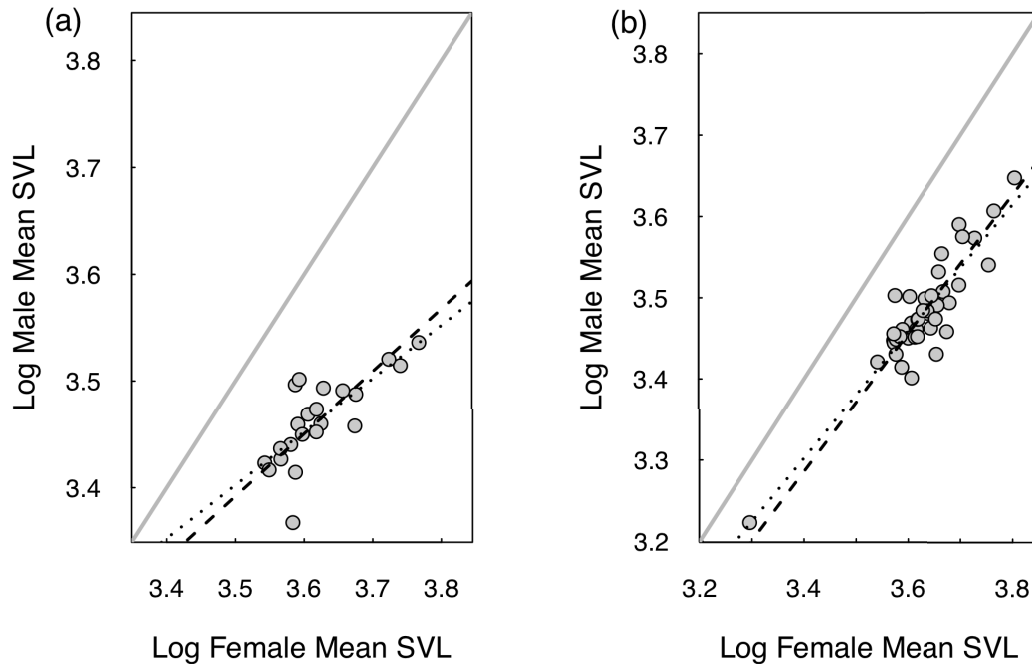 (a)
Log Male Mean SVL
3.8
3.7
3.6
3.5
3.4
3.4 3.5 3.6 3.7 3.8
Log Female Mean SVL
(b)
Log Male Mean SVL
3.8
3.7
3.6
3.5
3.4
3.3
3.2
3.2 3.4 3.6 3.8
Log Female Mean SVL